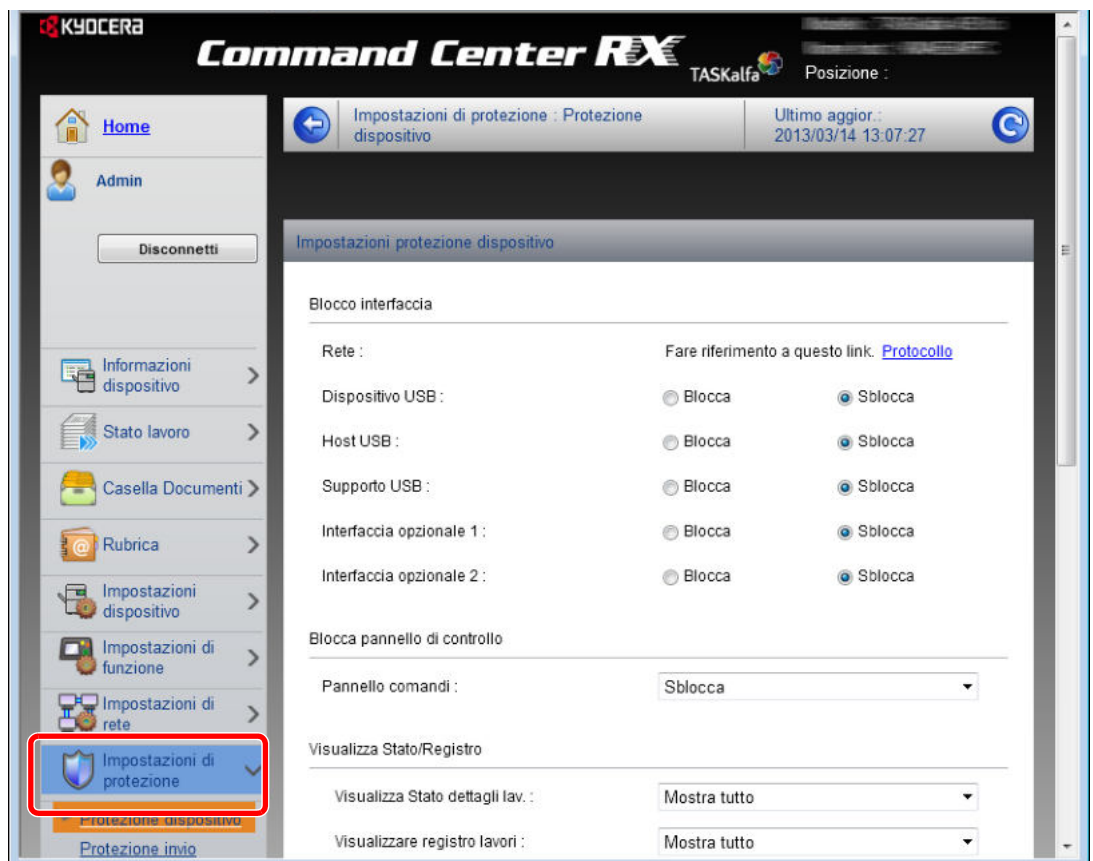 KYOCERA
Command Center RX
TASKalfa
Posizione :
Home
Impostazioni di protezione : Protezione
dispositivo
Ultimo aggior.:
2013/03/14 13:07:27
Admin
Disconnetti
Impostazioni protezione dispositivo
Blocco interfaccia
Rete :
Fare riferimento a questo link. Protocollo
Dispositivo USB :
Blocca
Sblocca
Host USB :
Blocca
Sblocca
Supporto USB :
Blocca
Sblocca
Interfaccia opzionale 1 :
Blocca
Sblocca
Interfaccia opzionale 2 :
Blocca
Sblocca
Blocca pannello di controllo
Pannello comandi :
Sblocca
Visualizza Stato/Registro
Visualizza Stato dettagli lav. :
Mostra tutto
Visualizzare registro lavori :
Mostra tutto
Informazioni
dispositivo
Stato lavoro
Casella Documenti
Rubrica
Impostazioni
dispositivo
Impostazioni di
funzione
Impostazioni di
rete
Impostazioni di
protezione
Protezione dispositivo
Protezione invio